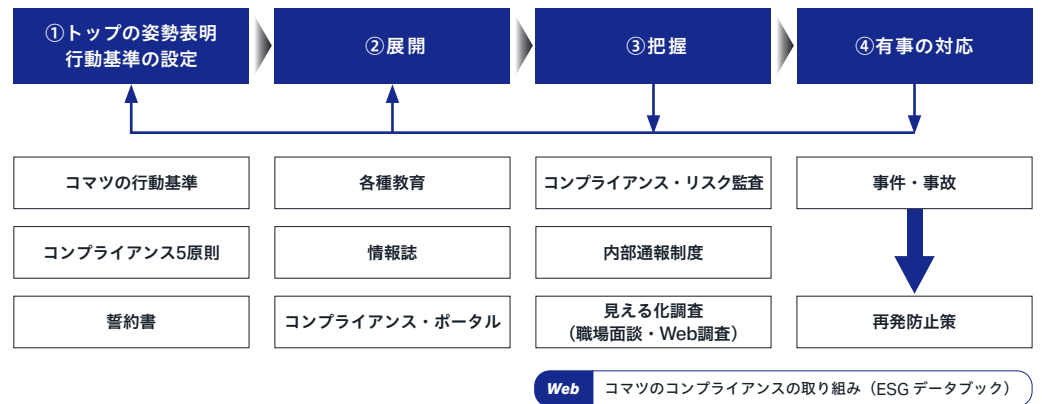 ①トップの姿勢表明
行動基準の設定
②展開
③把握
④有事の対応
コマツの行動基準
各種教育
コンプライアンス・リスク監査
事件・事故
コンプライアンス5原則
情報誌
内部通報制度
誓約書
コンプライアンス・ポータル
見える化調査
(職場面談・Web調査)
再発防止策
Web コマツのコンプライアンスの取り組み(ESG データブック)